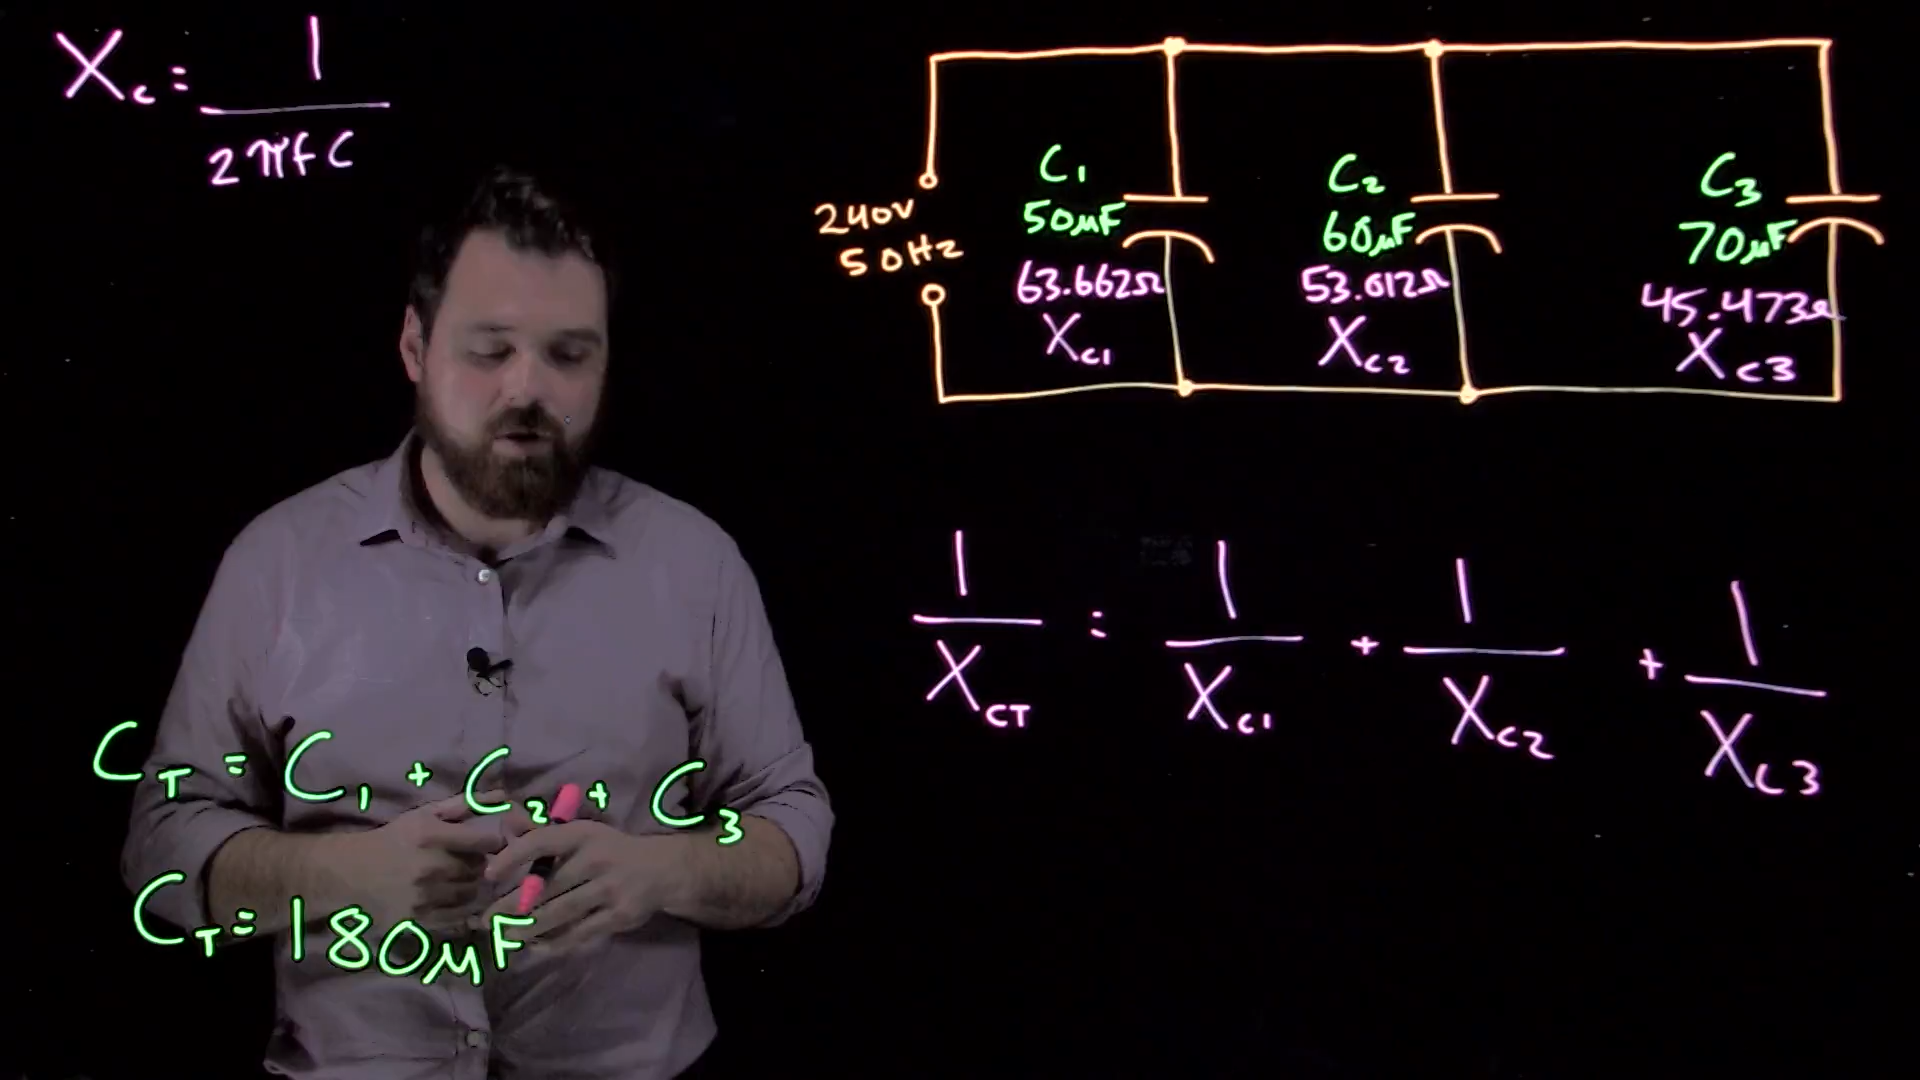 Xc = 1
2πfC
240V
50Hz
C1
50μF
63.662Ω
Xc1
C2
60μF
53.012Ω
Xc2
C3
70μF
45.473Ω
Xc3
1/XCT = 1/XC1 + 1/XC2 + 1/XC3
CT = C1 + C2 + C3
CT = 180μF